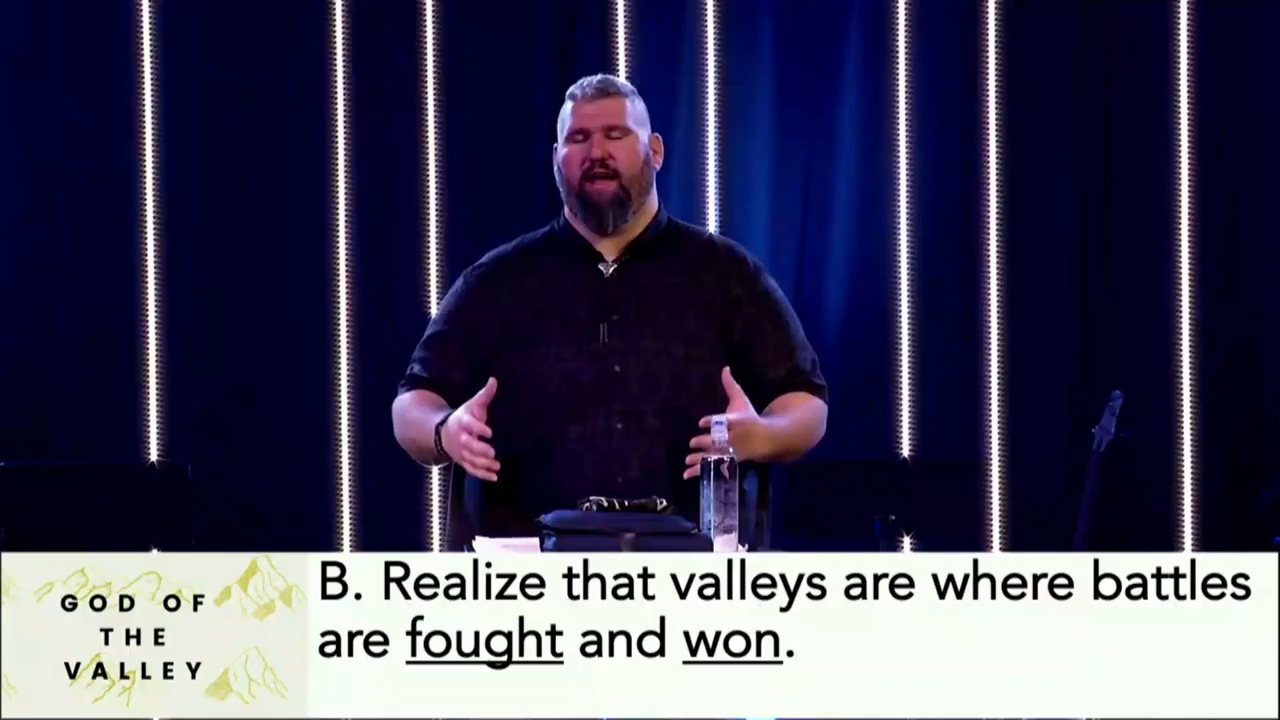 GOD OF
THE
VALLEY
B. Realize that valleys are where battles
are fought and won.